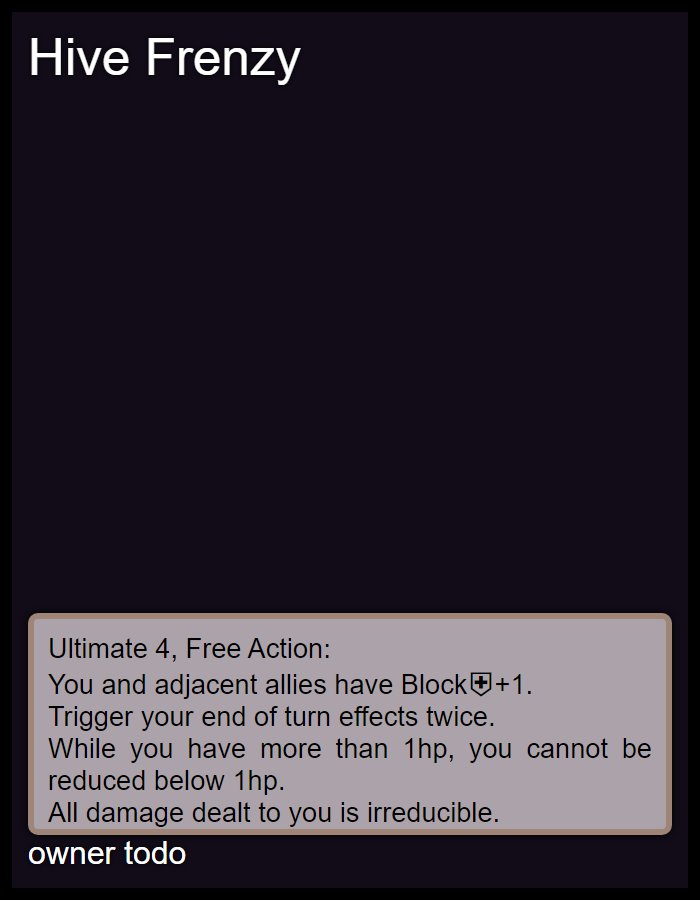 Hive Frenzy
Ultimate 4, Free Action:
You and adjacent allies have Block⛨+1.
Trigger your end of turn effects twice.
While you have more than 1hp, you cannot be
reduced below 1hp.
All damage dealt to you is irreducible.
owner todo